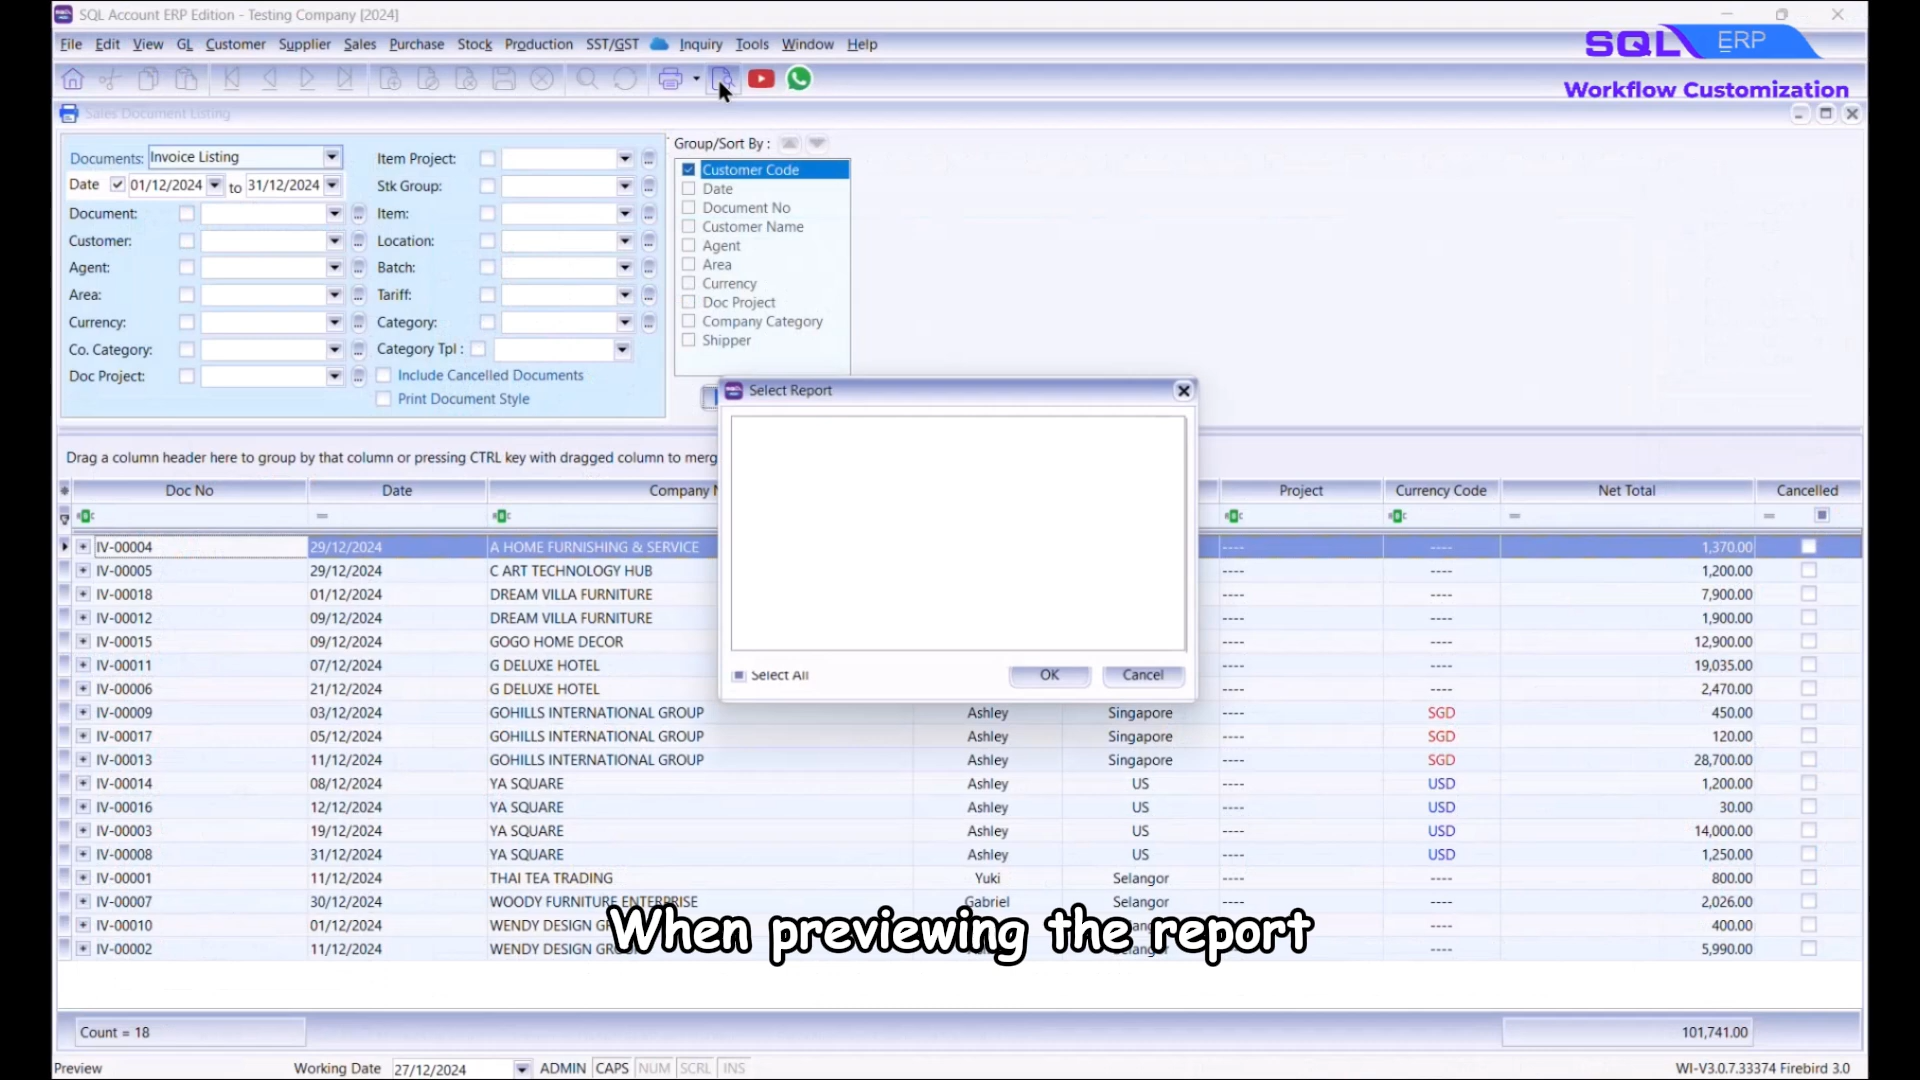 SQL Account ERP Edition - Testing Company [2024]
File Edit View GL Customer Supplier Sales Purchase Stock Production SST/GST Inquiry Tools Window Help
SQL ERP
Workflow Customization
Sales Document Listing
Documents: Invoice Listing
Date 01/12/2024 to 31/12/2024
Document:
Customer:
Agent:
Area:
Currency:
Co. Category:
Doc Project:
Item Project:
Stk Group:
Item:
Location:
Batch:
Tariff:
Category:
Category Tpl :
Include Cancelled Documents
Print Document Style
Group/Sort By :
Customer Code
Date
Document No
Customer Name
Agent
Area
Currency
Doc Project
Company Category
Shipper
Select Report
Select All OK Cancel
Drag a column header here to group by that column or pressing CTRL key with dragged column to merg
Doc No Date Company N Project Currency Code Net Total Cancelled
IV-00004 29/12/2024 A HOME FURNISHING & SERVICE ---- ---- 1,370.00
IV-00005 29/12/2024 C ART TECHNOLOGY HUB ---- ---- 1,200.00
IV-00018 01/12/2024 DREAM VILLA FURNITURE ---- ---- 7,900.00
IV-00012 09/12/2024 DREAM VILLA FURNITURE ---- ---- 1,900.00
IV-00015 09/12/2024 GOGO HOME DECOR ---- ---- 12,900.00
IV-00011 07/12/2024 G DELUXE HOTEL ---- ---- 19,035.00
IV-00006 21/12/2024 G DELUXE HOTEL ---- ---- 2,470.00
IV-00009 03/12/2024 GOHILLS INTERNATIONAL GROUP Ashley Singapore ---- SGD 450.00
IV-00017 05/12/2024 GOHILLS INTERNATIONAL GROUP Ashley Singapore ---- SGD 120.00
IV-00013 11/12/2024 GOHILLS INTERNATIONAL GROUP Ashley Singapore ---- SGD 28,700.00
IV-00014 08/12/2024 YA SQUARE Ashley US ---- USD 1,200.00
IV-00016 12/12/2024 YA SQUARE Ashley US ---- USD 30.00
IV-00003 19/12/2024 YA SQUARE Ashley US ---- USD 14,000.00
IV-00008 31/12/2024 YA SQUARE Ashley US ---- USD 1,250.00
IV-00001 11/12/2024 THAI TEA TRADING Yuki Selangor ---- ---- 800.00
IV-00007 30/12/2024 WOODY FURNITURE ENTERPRISE Gabriel Selangor ---- ---- 2,026.00
IV-00010 01/12/2024 WENDY DESIGN ---- ---- 400.00
IV-00002 11/12/2024 WENDY DESIGN ---- ---- 5,990.00
When previewing the report
Count = 18 101,741.00
Preview Working Date 27/12/2024 ADMIN CAPS NUM SCRL INS WI-V3.0.7.33374 Firebird 3.0